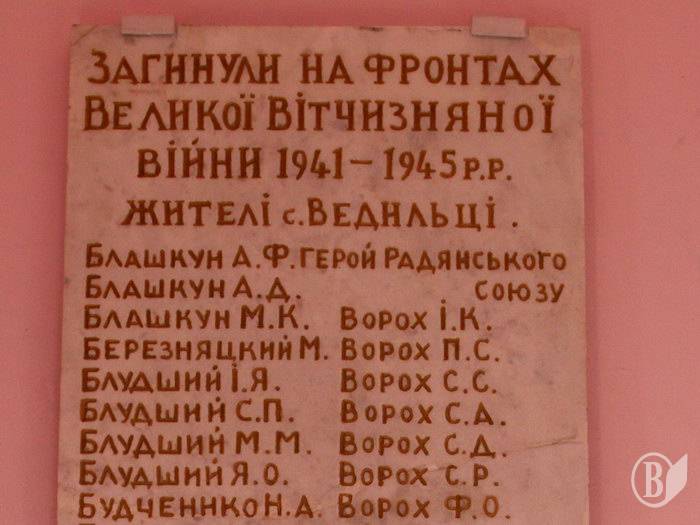 ЗАГИНУЛИ НА ФРОНТАХ
ВЕЛИКОЇ ВІТЧИЗНЯНОЇ
ВІЙНИ 1941 – 1945 Р.Р.
ЖИТЕЛІ С. ВЕДИЛЬЦІ.
БЛАШКУН А.Ф. ГЕРОЙ РАДЯНСЬКОГО
БЛАШКУН А.Д. СОЮЗУ
БЛАШКУН М.К. ВОРОХ І.К.
БЕРЕЗНЯЦКИЙ М. ВОРОХ П.С.
БЛУДШИЙ І.Я. ВОРОХ С.С.
БЛУДШИЙ С.П. ВОРОХ С.А.
БЛУДШИЙ М.М. ВОРОХ С.Д.
БЛУДШИЙ Я.О. ВОРОХ С.Р.
БУДЧЕННКО Н.А. ВОРОХ Ф.О.
В